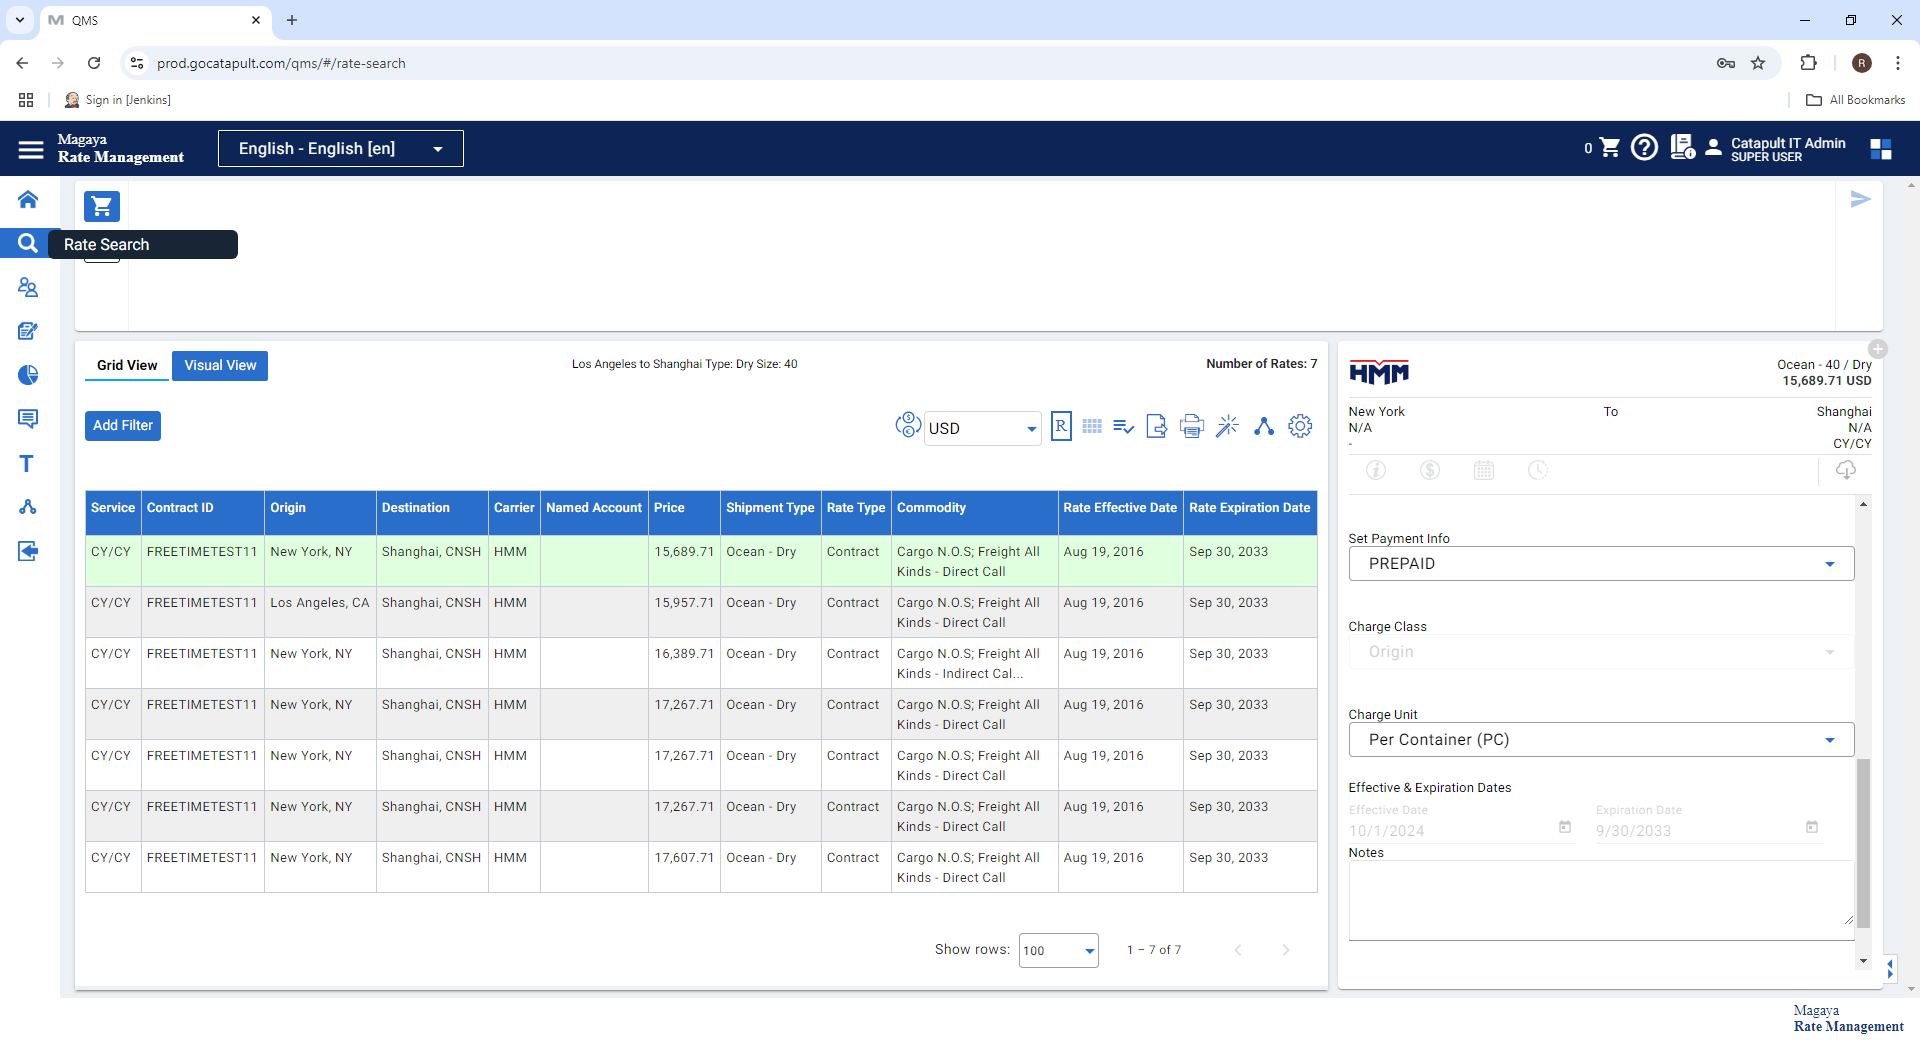 QMS
prod.gocatapult.com/qms/#/rate-search
R
Sign in [Jenkins]
All Bookmarks
Magaya
Rate Management
English - English [en]
0
Catapult IT Admin
SUPER USER
Rate Search
Grid View
Visual View
Los Angeles to Shanghai Type: Dry Size: 40
Number of Rates: 7
Add Filter
USD
R
Service Contract ID Origin Destination Carrier Named Account Price Shipment Type Rate Type Commodity Rate Effective Date Rate Expiration Date
CY/CY FREETIMETEST11 New York, NY Shanghai, CNSH HMM 15,689.71 Ocean - Dry Contract Cargo N.O.S; Freight All Aug 19, 2016 Sep 30, 2033
Kinds - Direct Call
CY/CY FREETIMETEST11 Los Angeles, CA Shanghai, CNSH HMM 15,957.71 Ocean - Dry Contract Cargo N.O.S; Freight All Aug 19, 2016 Sep 30, 2033
Kinds - Direct Call
CY/CY FREETIMETEST11 New York, NY Shanghai, CNSH HMM 16,389.71 Ocean - Dry Contract Cargo N.O.S; Freight All Aug 19, 2016 Sep 30, 2033
Kinds - Indirect Cal...
CY/CY FREETIMETEST11 New York, NY Shanghai, CNSH HMM 17,267.71 Ocean - Dry Contract Cargo N.O.S; Freight All Aug 19, 2016 Sep 30, 2033
Kinds - Direct Call
CY/CY FREETIMETEST11 New York, NY Shanghai, CNSH HMM 17,267.71 Ocean - Dry Contract Cargo N.O.S; Freight All Aug 19, 2016 Sep 30, 2033
Kinds - Direct Call
CY/CY FREETIMETEST11 New York, NY Shanghai, CNSH HMM 17,267.71 Ocean - Dry Contract Cargo N.O.S; Freight All Aug 19, 2016 Sep 30, 2033
Kinds - Direct Call
CY/CY FREETIMETEST11 New York, NY Shanghai, CNSH HMM 17,607.71 Ocean - Dry Contract Cargo N.O.S; Freight All Aug 19, 2016 Sep 30, 2033
Kinds - Direct Call
Show rows: 100 1 – 7 of 7
HMM
Ocean - 40 / Dry
15,689.71 USD
New York To Shanghai
N/A N/A
- CY/CY
Set Payment Info
PREPAID
Charge Class
Origin
Charge Unit
Per Container (PC)
Effective & Expiration Dates
Effective Date Expiration Date
10/1/2024 9/30/2033
Notes
Magaya
Rate Management